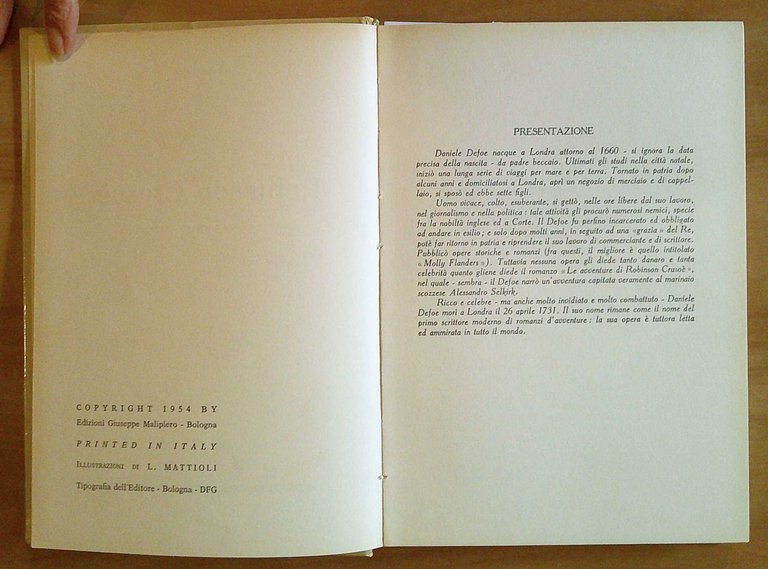 COPYRIGHT 1954 BY
Edizioni Giuseppe Malipiero - Bologna
PRINTED IN ITALY
ILLUSTRAZIONI DI L. MATTIOLI
Tipografia dell'Editore - Bologna - DFG
PRESENTAZIONE
Daniele Defoe nacque a Londra attorno al 1660 - si ignora la data
precisa della nascita - da padre beccaio. Ultimati gli studi nella città natale,
iniziò una lunga serie di viaggi per mare e per terra. Tornato in patria dopo
alcuni anni e domiciliatosi a Londra, aprì un negozio di merciaio e di cappel-
laio, si sposò ed ebbe sette figli.
Uomo vivace, colto, esuberante, si gettò, nelle ore libere dal suo lavoro,
nel giornalismo e nella politica: tale attività gli procurò numerosi nemici, specie
fra la nobiltà inglese ed a Corte. Il Defoe fu perfino incarcerato ed obbligato
ad andare in esilio; e solo dopo molti anni, in seguito ad una «grazia» del Re,
potè far ritorno in patria e riprendere il suo lavoro di commerciante e di scrittore.
Pubblicò opere storiche e romanzi (fra questi, il migliore è quello intitolato
«Molly Flanders»). Tuttavia nessuna opera gli diede tanto danaro e tanta
celebrità quanto gliene diede il romanzo «Le avventure di Robinson Crusoè»,
nel quale - sembra - il Defoe narrò un'avventura capitata veramente al marinaio
scozzese Alessandro Selkirk.
Ricco e celebre - ma anche molto invidiato e molto combattuto - Daniele
Defoe morì a Londra il 26 aprile 1731. Il suo nome rimane come il nome del
primo scrittore moderno di romanzi d'avventure: la sua opera è tuttora letta
ed ammirata in tutto il mondo.